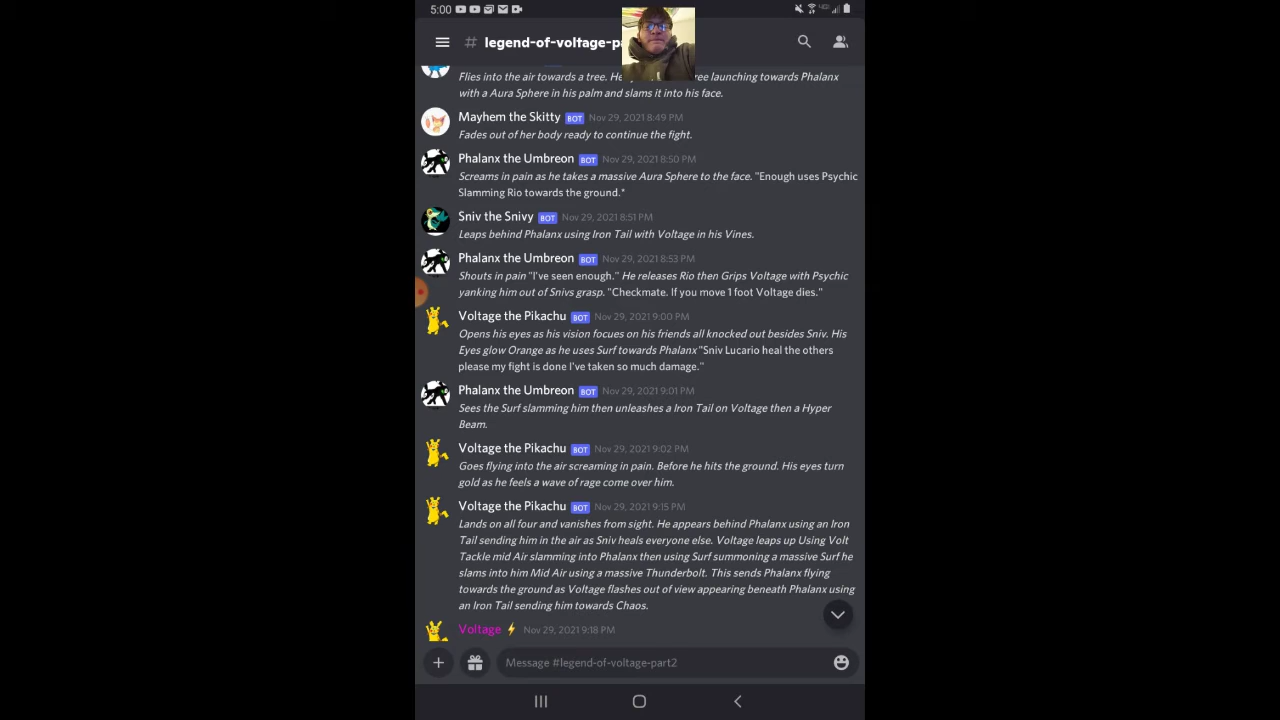 5:00
# legend-of-voltage-pa
Flies into the air towards a tree. He ree launching towards Phalanx
with a Aura Sphere in his palm and slams it into his face.
Mayhem the Skitty BOT Nov 29, 2021 8:49 PM
Fades out of her body ready to continue the fight.
Phalanx the Umbreon BOT Nov 29, 2021 8:50 PM
Screams in pain as he takes a massive Aura Sphere to the face. "Enough uses Psychic
Slamming Rio towards the ground.*
Sniv the Snivy BOT Nov 29, 2021 8:51 PM
Leaps behind Phalanx using Iron Tail with Voltage in his Vines.
Phalanx the Umbreon BOT Nov 29, 2021 8:53 PM
Shouts in pain "I've seen enough." He releases Rio then Grips Voltage with Psychic
yanking him out of Snivs grasp. "Checkmate. If you move 1 foot Voltage dies."
Voltage the Pikachu BOT Nov 29, 2021 9:00 PM
Opens his eyes as his vision focues on his friends all knocked out besides Sniv. His
Eyes glow Orange as he uses Surf towards Phalanx "Sniv Lucario heal the others
please my fight is done I've taken so much damage."
Phalanx the Umbreon BOT Nov 29, 2021 9:01 PM
Sees the Surf slamming him then unleashes a Iron Tail on Voltage then a Hyper
Beam.
Voltage the Pikachu BOT Nov 29, 2021 9:02 PM
Goes flying into the air screaming in pain. Before he hits the ground. His eyes turn
gold as he feels a wave of rage come over him.
Voltage the Pikachu BOT Nov 29, 2021 9:15 PM
Lands on all four and vanishes from sight. He appears behind Phalanx using an Iron
Tail sending him in the air as Sniv heals everyone else. Voltage leaps up Using Volt
Tackle mid Air slamming into Phalanx then using Surf summoning a massive Surf he
slams into him Mid Air using a massive Thunderbolt. This sends Phalanx flying
towards the ground as Voltage flashes out of view appearing beneath Phalanx using
an Iron Tail sending him towards Chaos.
Voltage ⚡ Nov 29, 2021 9:18 PM
Message #legend-of-voltage-part2